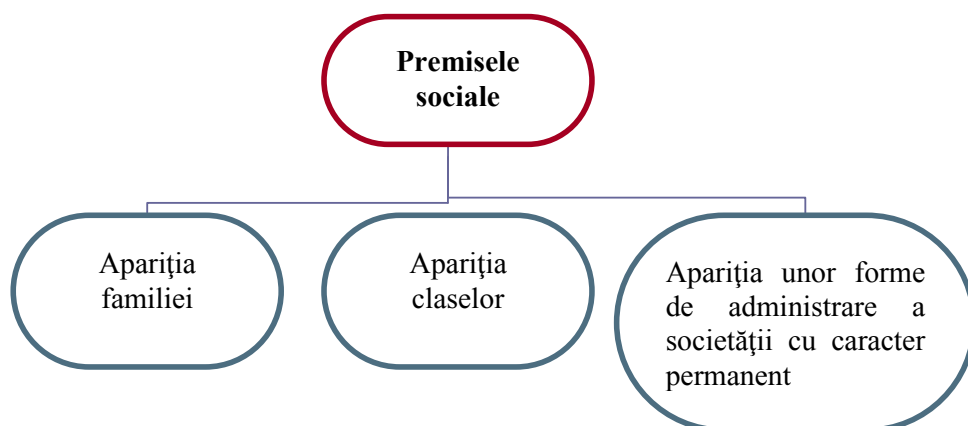 Premisele
sociale
Apariţia
familiei
Apariţia
claselor
Apariţia unor forme
de administrare a
societăţii cu caracter
permanent